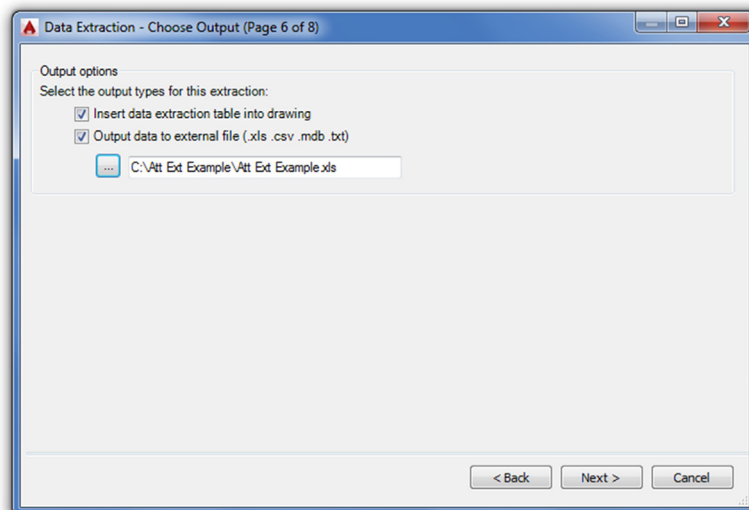 Data Extraction - Choose Output (Page 6 of 8)
Output options
Select the output types for this extraction:
Insert data extraction table into drawing
Output data to external file (.xls .csv .mdb .txt)
... C:\Att Ext Example\Att Ext Example.xls
< Back Next > Cancel